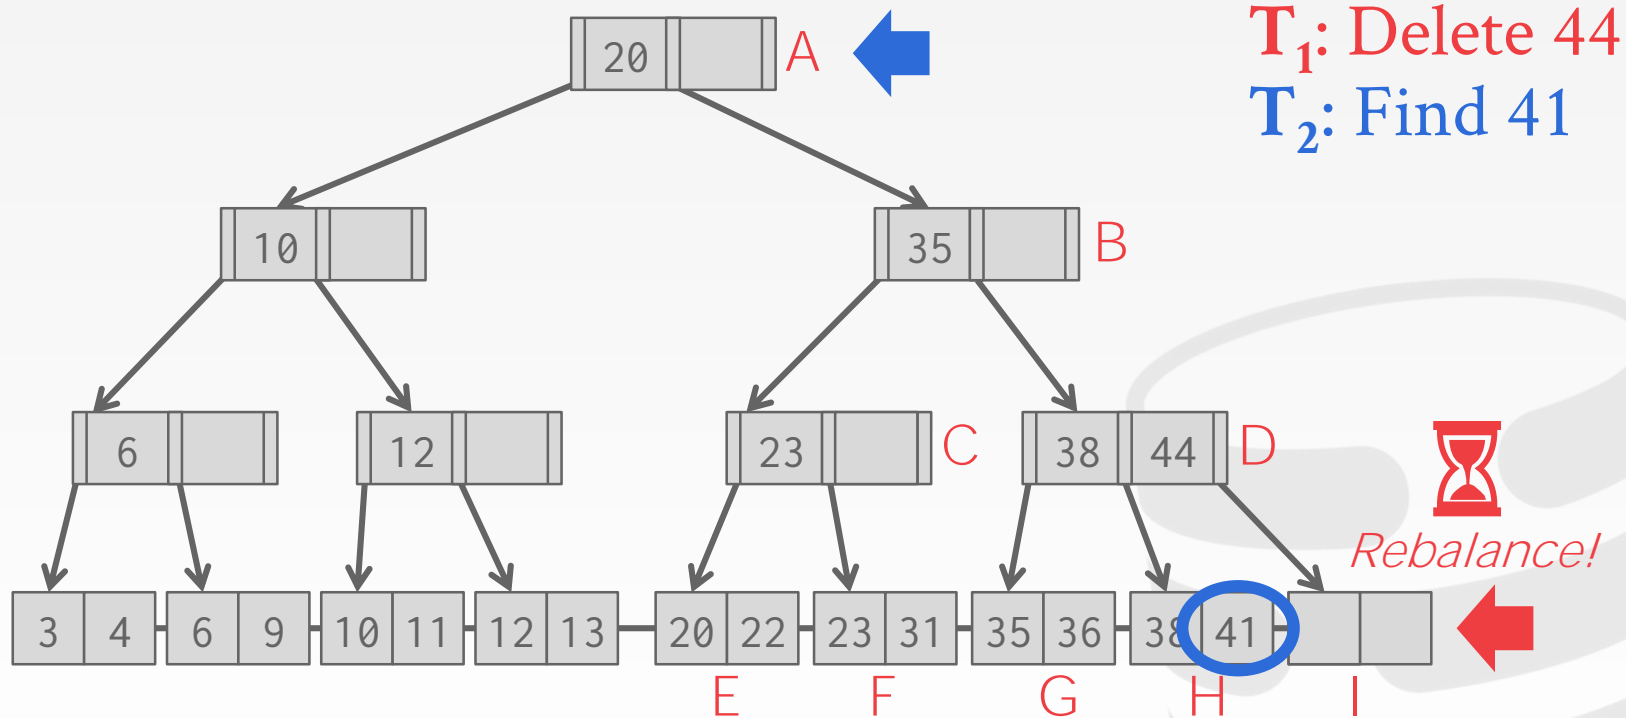 T1: Delete 44
20 A
T2: Find 41
10 35 B
6 12 23 C 38 44 D
Rebalance!
3 4 6 9 10 11 12 13 20 22 23 31 35 36 38 41
E F G H I